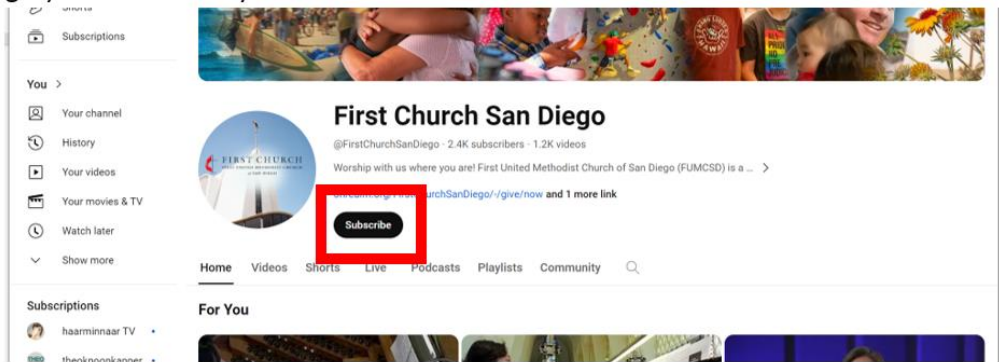 Shorts
Subscriptions
You >
Your channel
History
Your videos
Your movies & TV
Watch later
Show more
Subscriptions
haarminnaar TV
First Church San Diego
@FirstChurchSanDiego · 2.4K subscribers · 1.2K videos
Worship with us where you are! First United Methodist Church of San Diego (FUMCSD) is a ... >
urchSanDiego/-/give/now and 1 more link
Subscribe
Home Videos Shorts Live Podcasts Playlists Community
For You
FIRST CHURCH